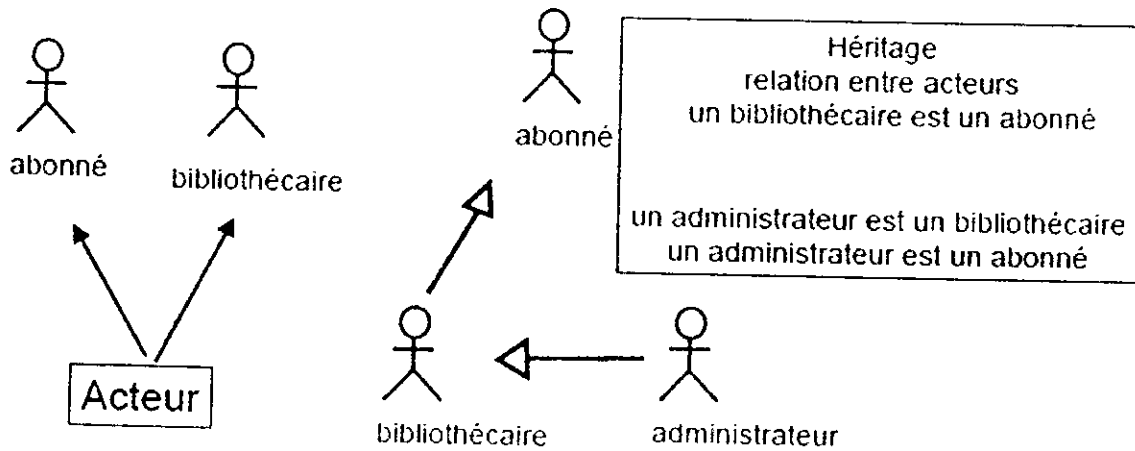 abonné
bibliothécaire
Acteur
abonné
bibliothécaire
administrateur
Héritage
relation entre acteurs
un bibliothécaire est un abonné
un administrateur est un bibliothécaire
un administrateur est un abonné